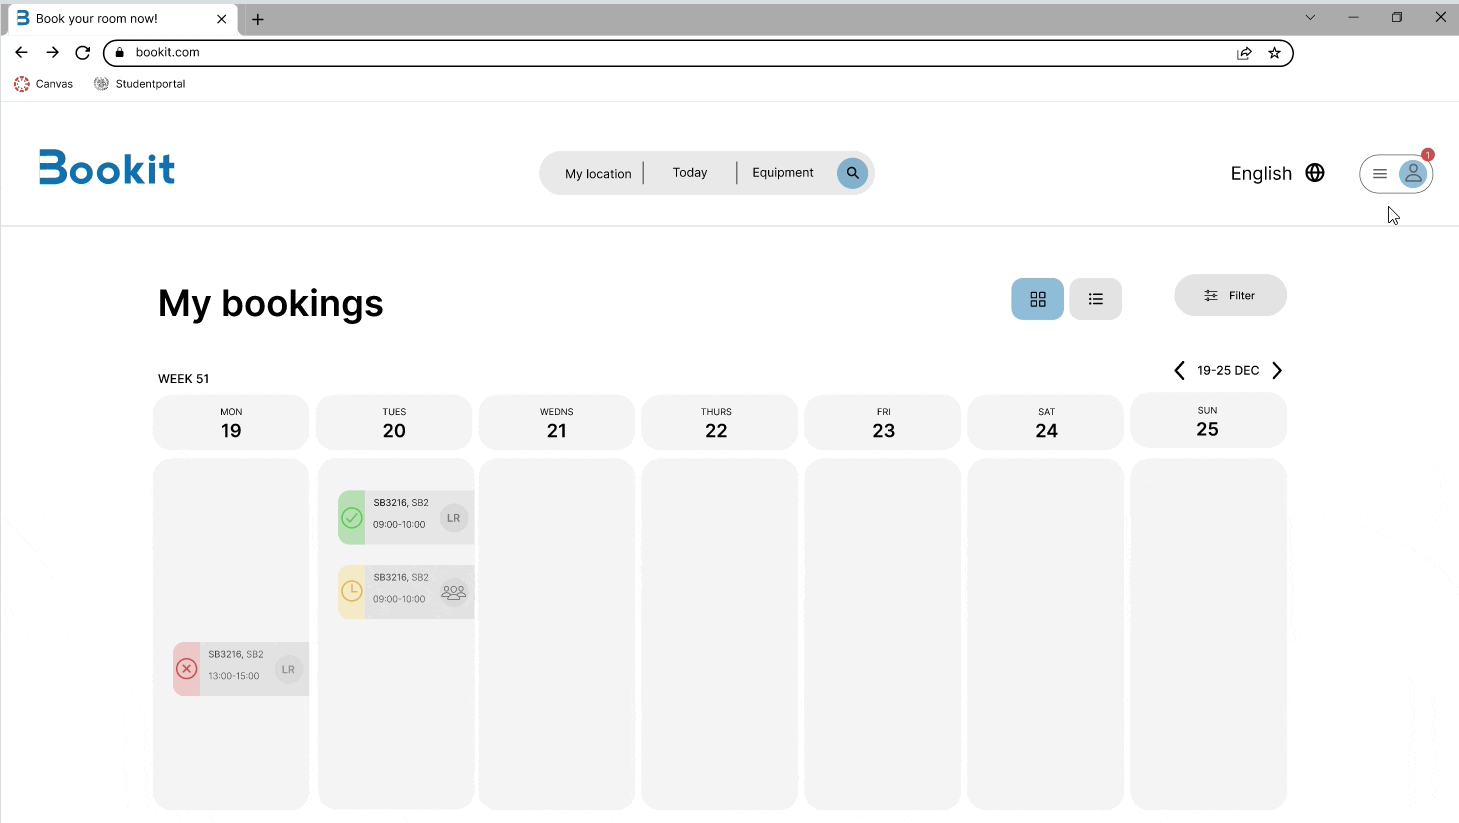 Book your room now!
bookit.com
Canvas Studentportal
Bookit
My location Today Equipment
English
1
My bookings
Filter
WEEK 51
19-25 DEC
MON
19
TUES
20
WEDNS
21
THURS
22
FRI
23
SAT
24
SUN
25
SB3216, SB2
09:00-10:00
LR
SB3216, SB2
09:00-10:00
SB3216, SB2
13:00-15:00
LR